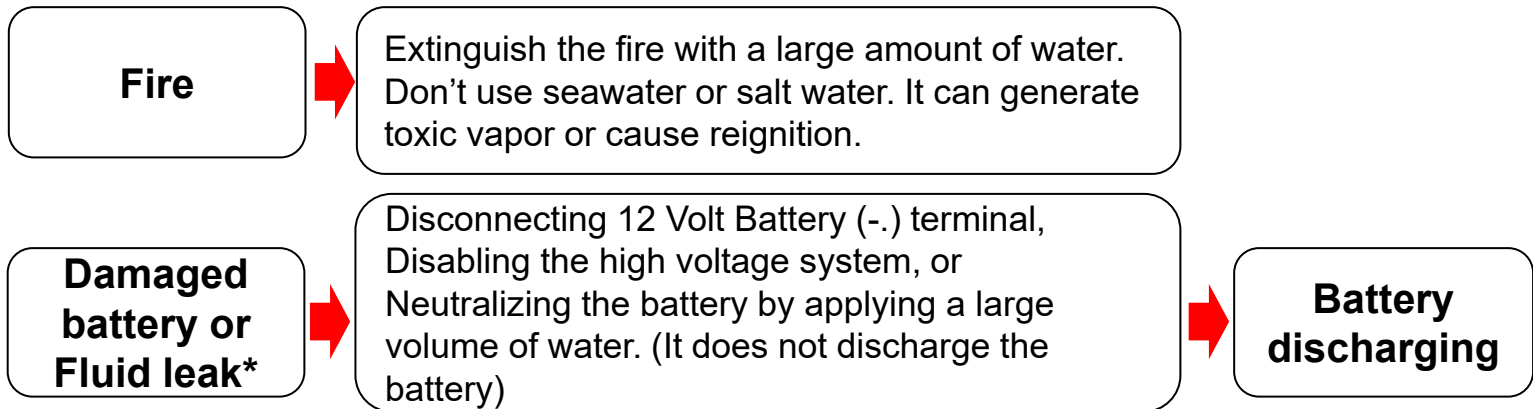 Fire
Extinguish the fire with a large amount of water.
Don’t use seawater or salt water. It can generate
toxic vapor or cause reignition.
Damaged
battery or
Fluid leak*
Disconnecting 12 Volt Battery (-.) terminal,
Disabling the high voltage system, or
Neutralizing the battery by applying a large
volume of water. (It does not discharge the
battery)
Battery
discharging